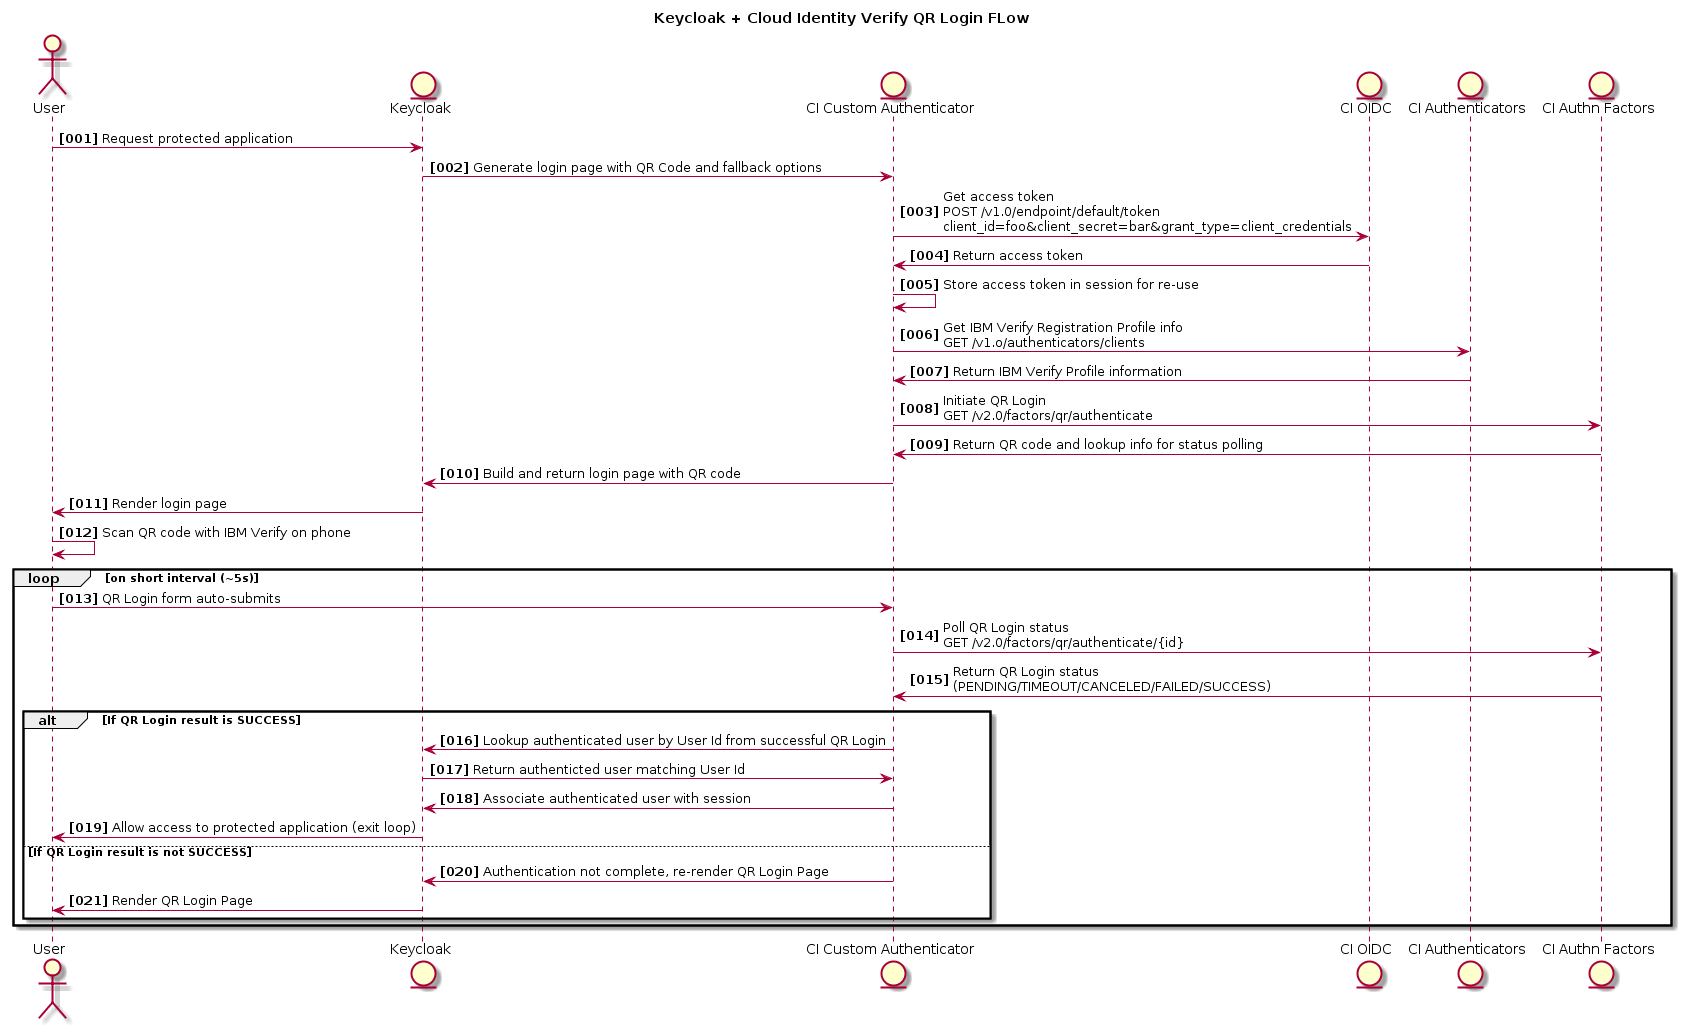 Keycloak + Cloud Identity Verify QR Login FLow
User
Keycloak
CI Custom Authenticator
CI OIDC
CI Authenticators
CI Authn Factors
[001] Request protected application
[002] Generate login page with QR Code and fallback options
Get access token
[003] POST /v1.0/endpoint/default/token
client_id=foo&client_secret=bar&grant_type=client_credentials
[004] Return access token
[005] Store access token in session for re-use
[006] Get IBM Verify Registration Profile info
GET /v1.o/authenticators/clients
[007] Return IBM Verify Profile information
[008] Initiate QR Login
GET /v2.0/factors/qr/authenticate
[009] Return QR code and lookup info for status polling
[010] Build and return login page with QR code
[011] Render login page
[012] Scan QR code with IBM Verify on phone
loop [on short interval (~5s)]
[013] QR Login form auto-submits
[014] Poll QR Login status
GET /v2.0/factors/qr/authenticate/{id}
[015] Return QR Login status
(PENDING/TIMEOUT/CANCELED/FAILED/SUCCESS)
alt [If QR Login result is SUCCESS]
[016] Lookup authenticated user by User Id from successful QR Login
[017] Return authenticted user matching User Id
[018] Associate authenticated user with session
[019] Allow access to protected application (exit loop)
[If QR Login result is not SUCCESS]
[020] Authentication not complete, re-render QR Login Page
[021] Render QR Login Page
User
Keycloak
CI Custom Authenticator
CI OIDC
CI Authenticators
CI Authn Factors